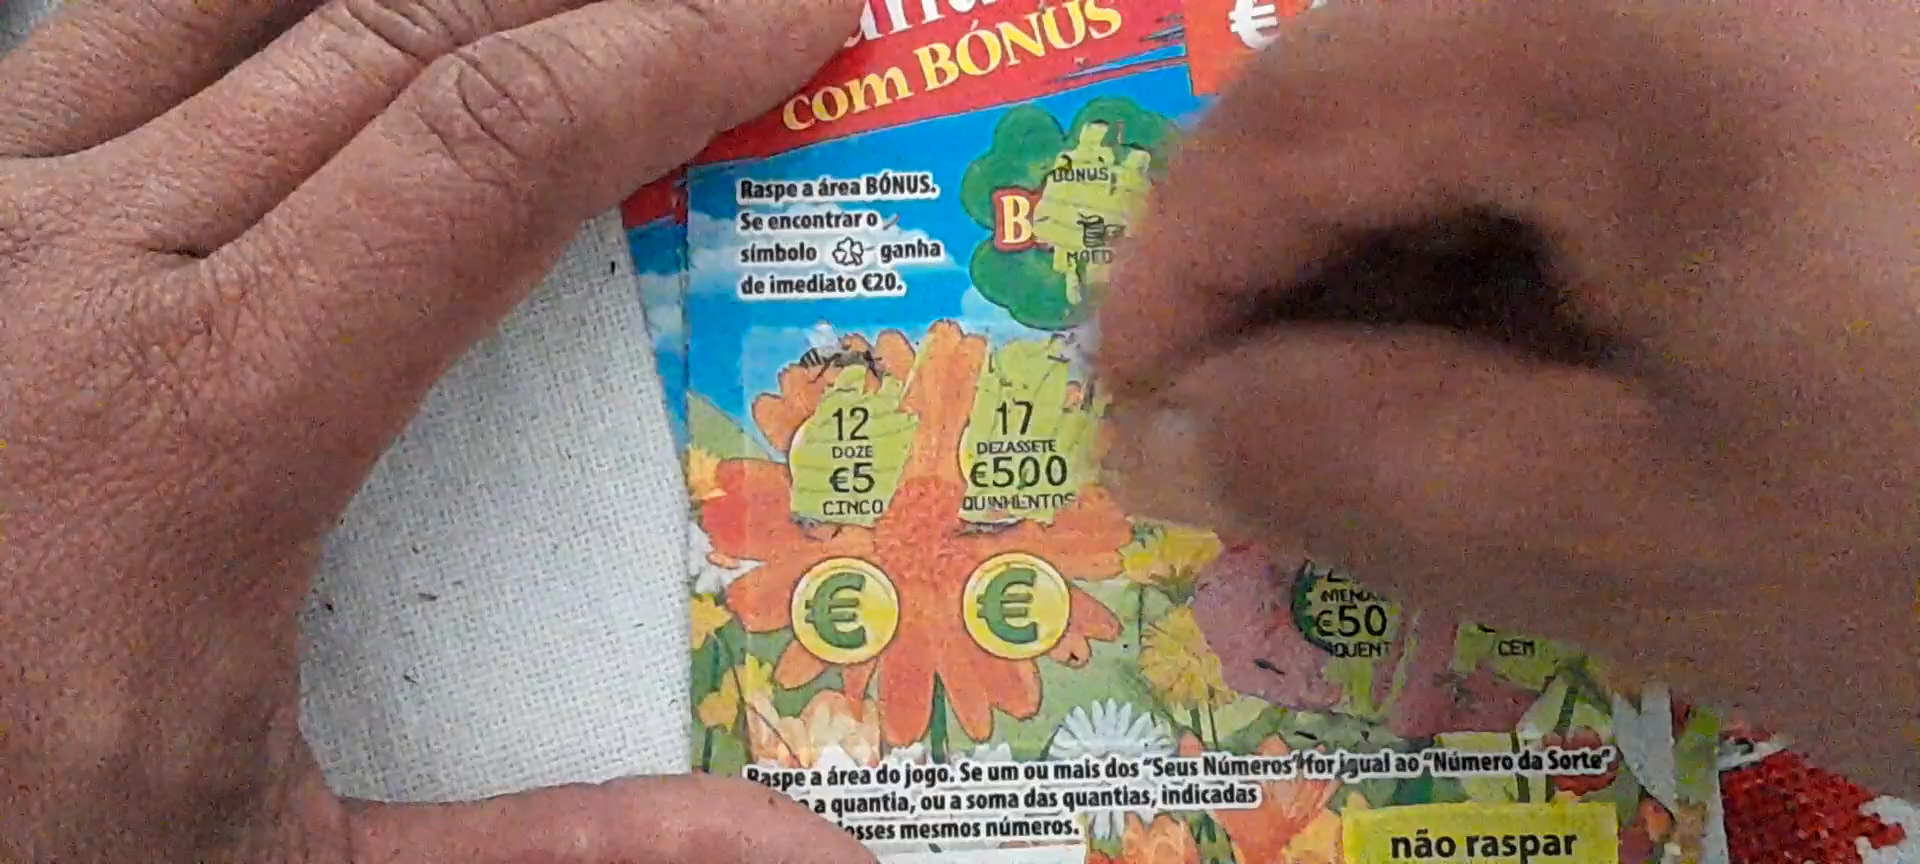 com BÓNUS
€
Raspe a área BÓNUS.
Se encontrar o
símbolo ganha
de imediato €20.
BÓNUS
B
12
DOZE
€5
CINCO
17
DEZASSETE
€500
QUINHENTOS
€
€
€50
CEM
Raspe a área do jogo. Se um ou mais dos "Seus Números" for igual ao "Número da Sorte"
a quantia, ou a soma das quantias, indicadas
mesmos números.
não raspar